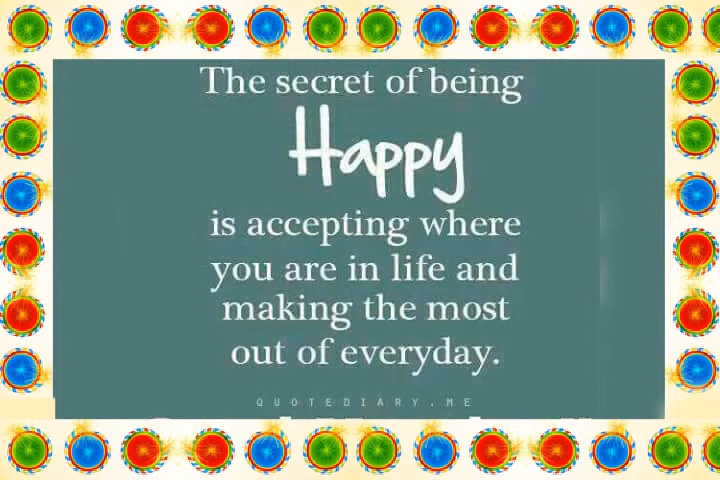 The secret of being
Happy
is accepting where
you are in life and
making the most
out of everyday.
QUOTEDIARY.ME